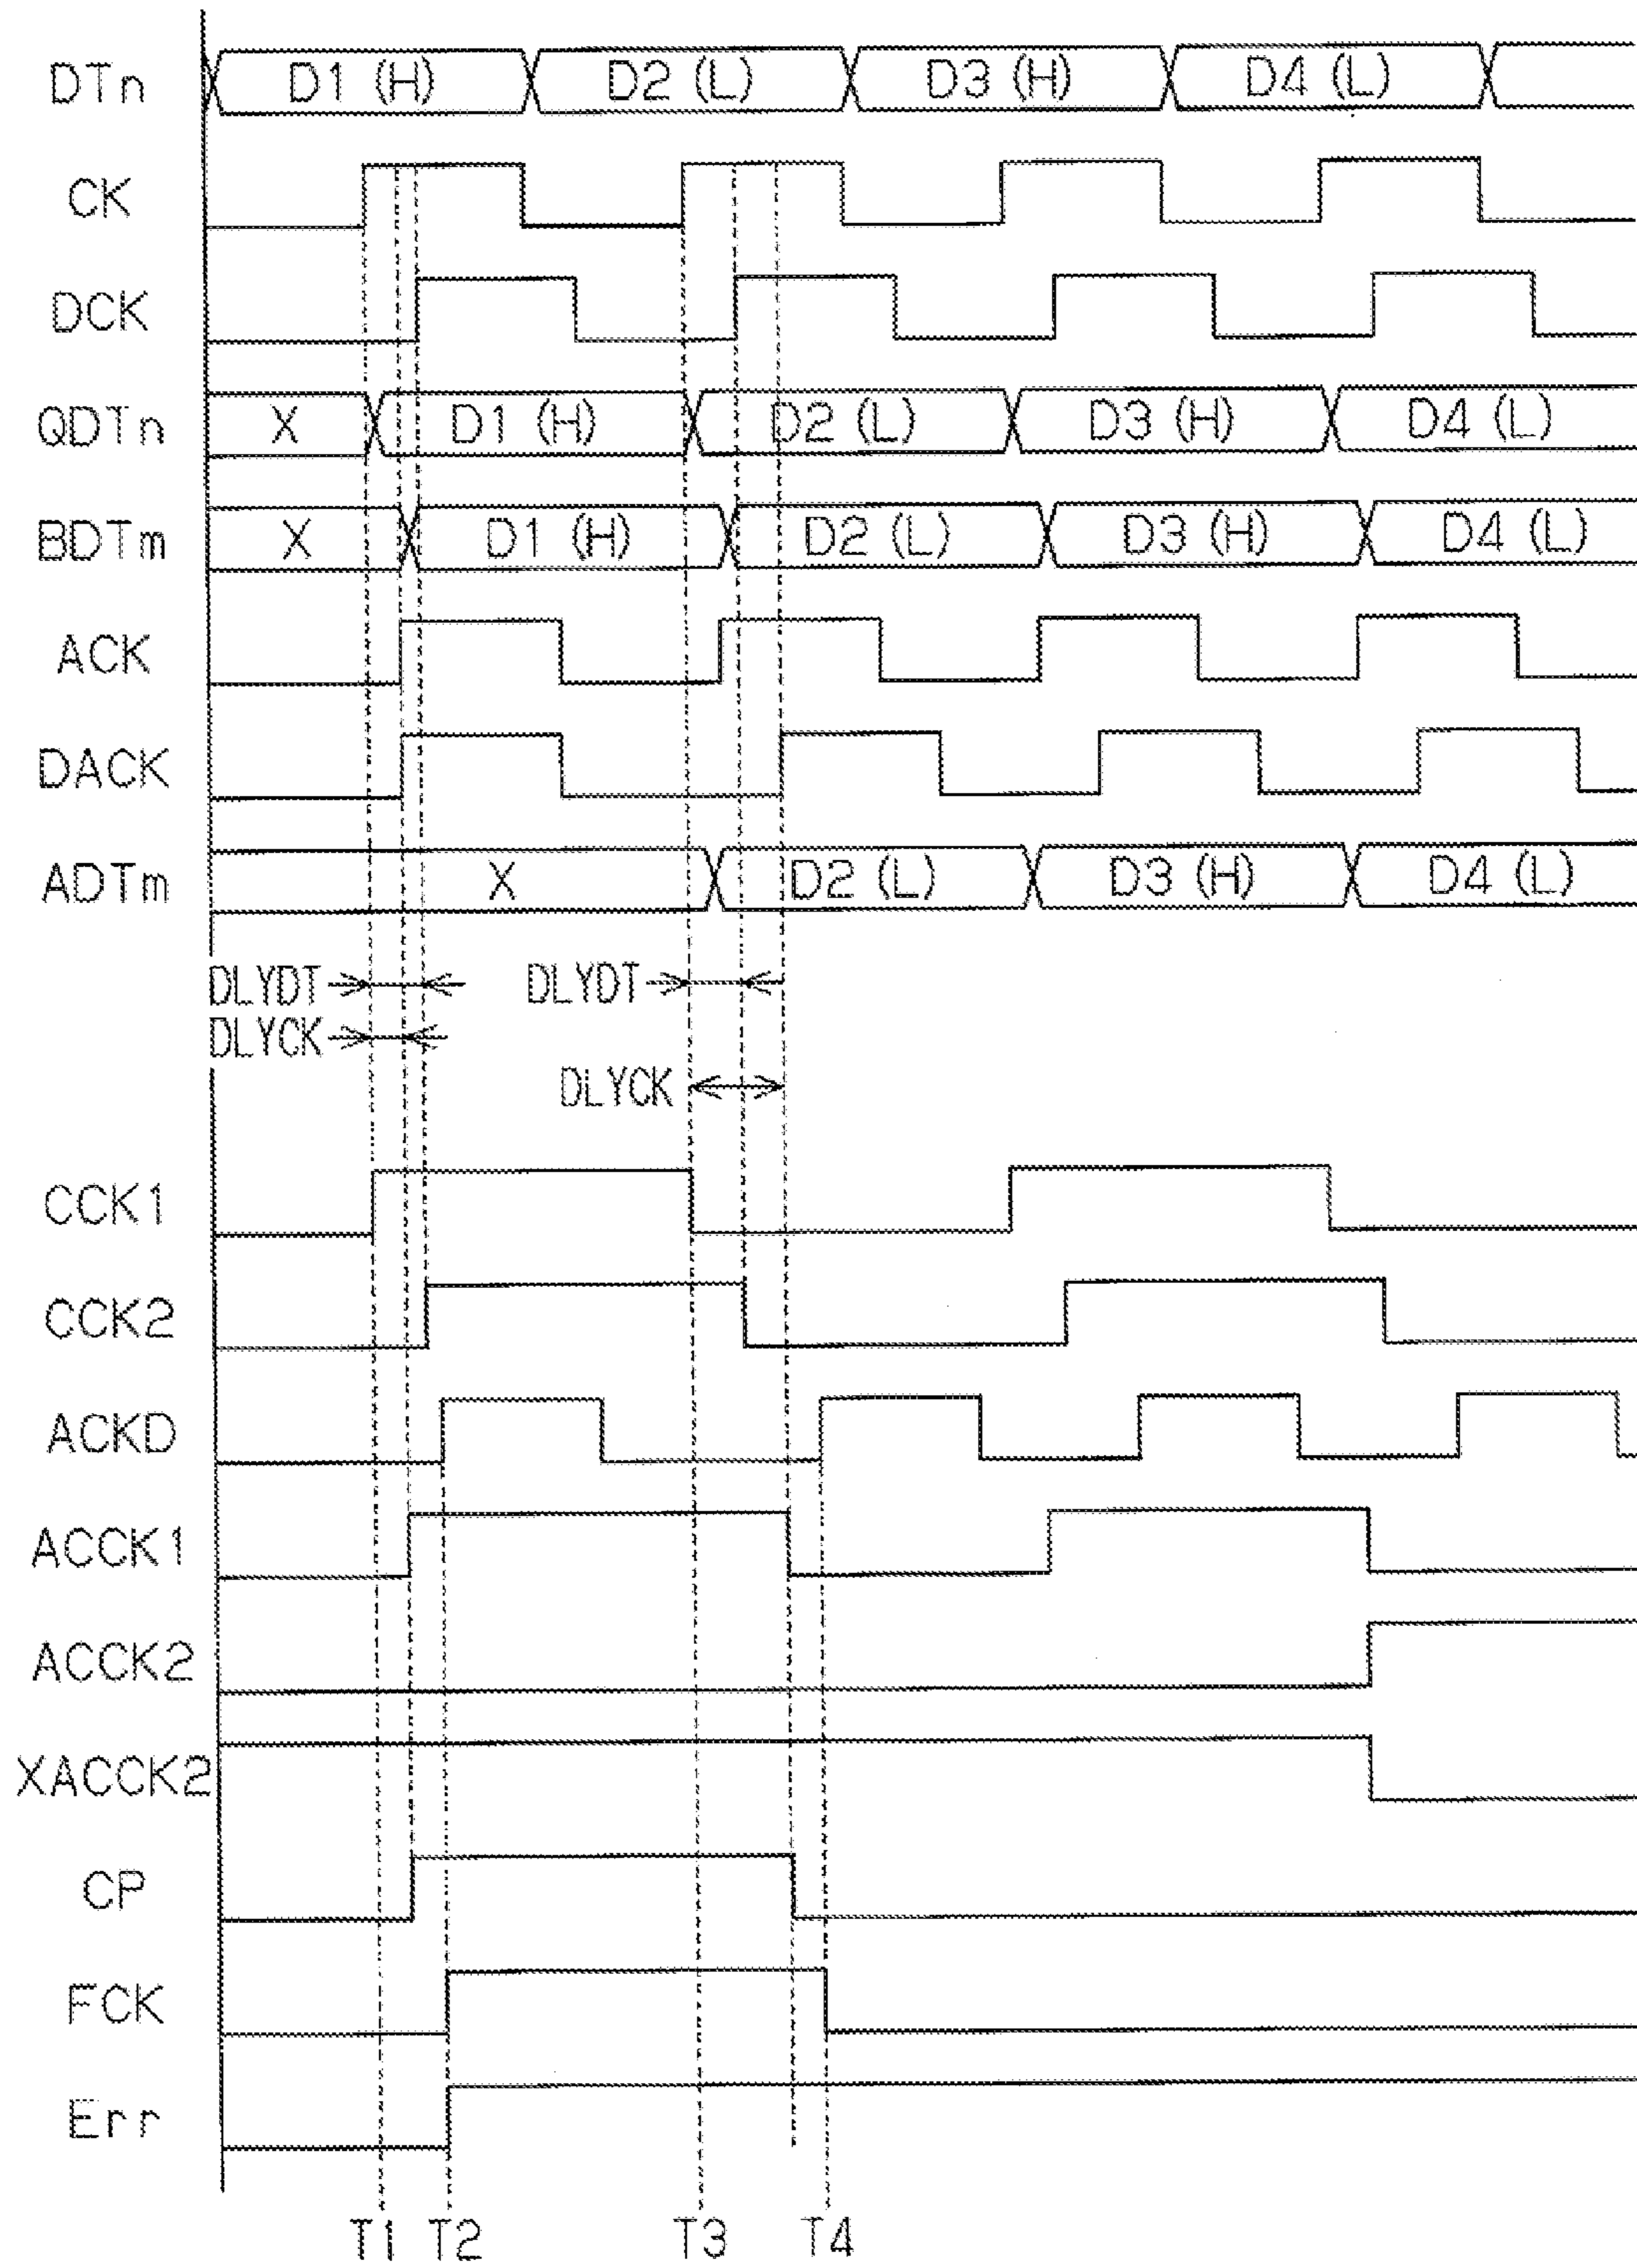 DTn D1 (H) D2 (L) D3 (H) D4 (L)
CK
DCK
QDTn X D1 (H) D2 (L) D3 (H) D4 (L)
BDTm X D1 (H) D2 (L) D3 (H) D4 (L)
ACK
DACK
ADTm X D2 (L) D3 (H) D4 (L)
DLYDT DLYDT
DLYCK
DLYCK
CCK1
CCK2
ACKD
ACCK1
ACCK2
XACCK2
CP
FCK
Err
T1 T2 T3 T4